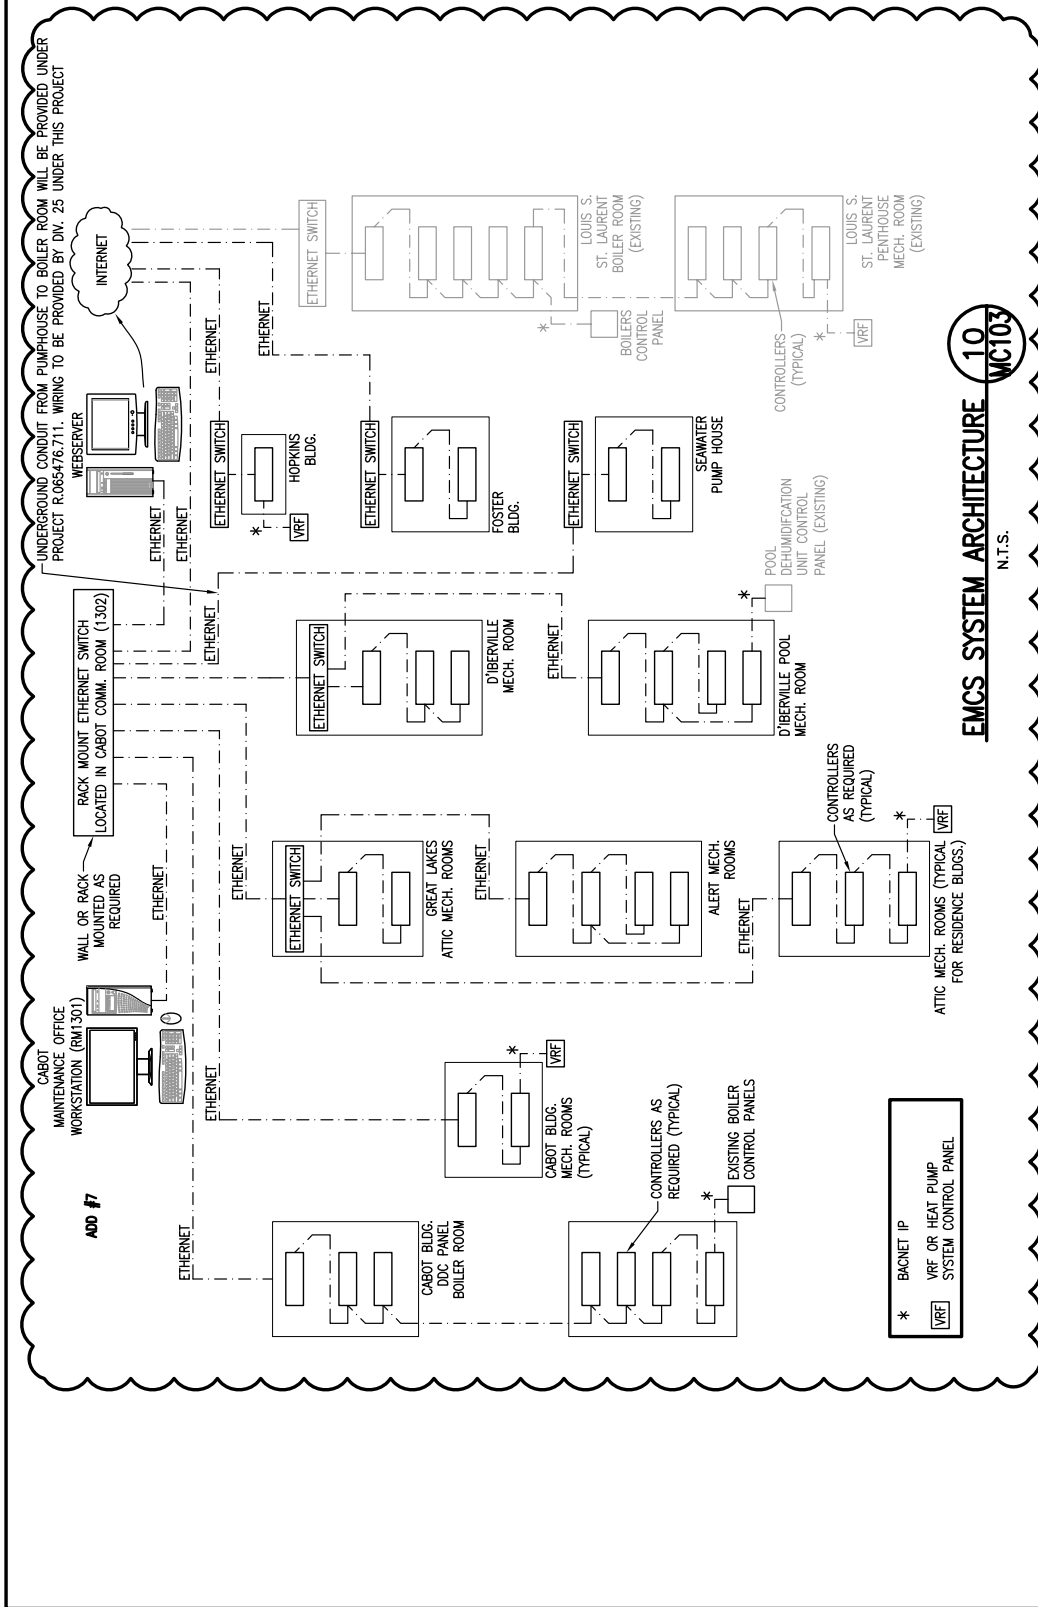 UNDERGROUND CONDUIT FROM PUMPHOUSE TO BOILER ROOM WILL BE PROVIDED UNDER
PROJECT R.065476.711. WIRING TO BE PROVIDED BY DIV. 25 UNDER THIS PROJECT
ADD #7
CABOT
MAINTENANCE OFFICE
WORKSTATION (RM1301)
WALL OR RACK
MOUNTED AS
REQUIRED
RACK MOUNT ETHERNET SWITCH
LOCATED IN CABOT COMM. ROOM (1302)
WEBSERVER
INTERNET
ETHERNET
ETHERNET
ETHERNET
ETHERNET
ETHERNET
ETHERNET
ETHERNET
ETHERNET
ETHERNET
CABOT BLDG.
DDC PANEL
BOILER ROOM
CONTROLLERS AS
REQUIRED (TYPICAL)
*
EXISTING BOILER
CONTROL PANELS
CABOT BLDG.
MECH. ROOMS
(TYPICAL)
*
VRF
ETHERNET SWITCH
GREAT LAKES
ATTIC MECH. ROOMS
ETHERNET
ALERT MECH.
ROOMS
ETHERNET
CONTROLLERS
AS REQUIRED
(TYPICAL)
*
VRF
ATTIC MECH. ROOMS (TYPICAL
FOR RESIDENCE BLDGS.)
ETHERNET SWITCH
D'IBERVILLE
MECH. ROOM
ETHERNET
D'IBERVILLE POOL
MECH. ROOM
*
POOL
DEHUMIDIFCATION
UNIT CONTROL
PANEL (EXISTING)
ETHERNET SWITCH
HOPKINS
BLDG.
*
VRF
ETHERNET SWITCH
FOSTER
BLDG.
ETHERNET SWITCH
SEAWATER
PUMP HOUSE
ETHERNET SWITCH
LOUIS S.
ST. LAURENT
BOILER ROOM
(EXISTING)
*
BOILERS
CONTROL
PANEL
CONTROLLERS
(TYPICAL)
*
VRF
LOUIS S.
ST. LAURENT
PENTHOUSE
MECH. ROOM
(EXISTING)
* BACNET IP
VRF VRF OR HEAT PUMP
SYSTEM CONTROL PANEL
EMCS SYSTEM ARCHITECTURE
N.T.S.
10
MC103